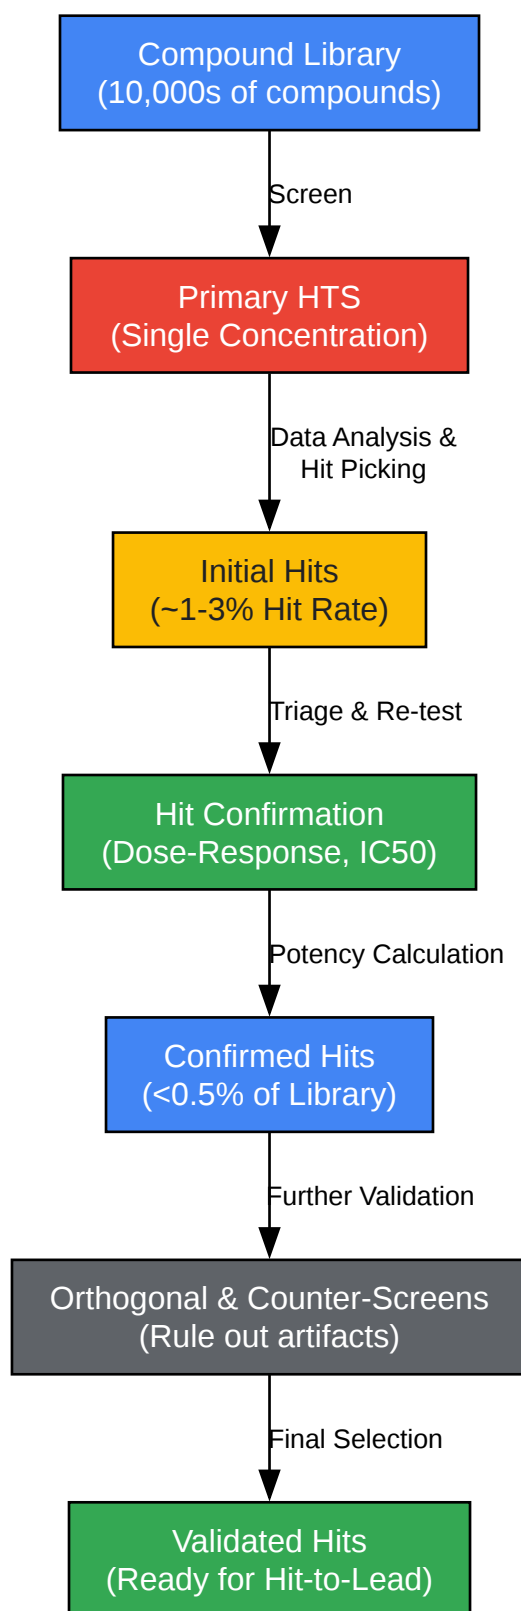 Compound Library
(10,000s of compounds)
Screen
Primary HTS
(Single Concentration)
Data Analysis &
Hit Picking
Initial Hits
(~1-3% Hit Rate)
Triage & Re-test
Hit Confirmation
(Dose-Response, IC50)
Potency Calculation
Confirmed Hits
(<0.5% of Library)
Further Validation
Orthogonal & Counter-Screens
(Rule out artifacts)
Final Selection
Validated Hits
(Ready for Hit-to-Lead)